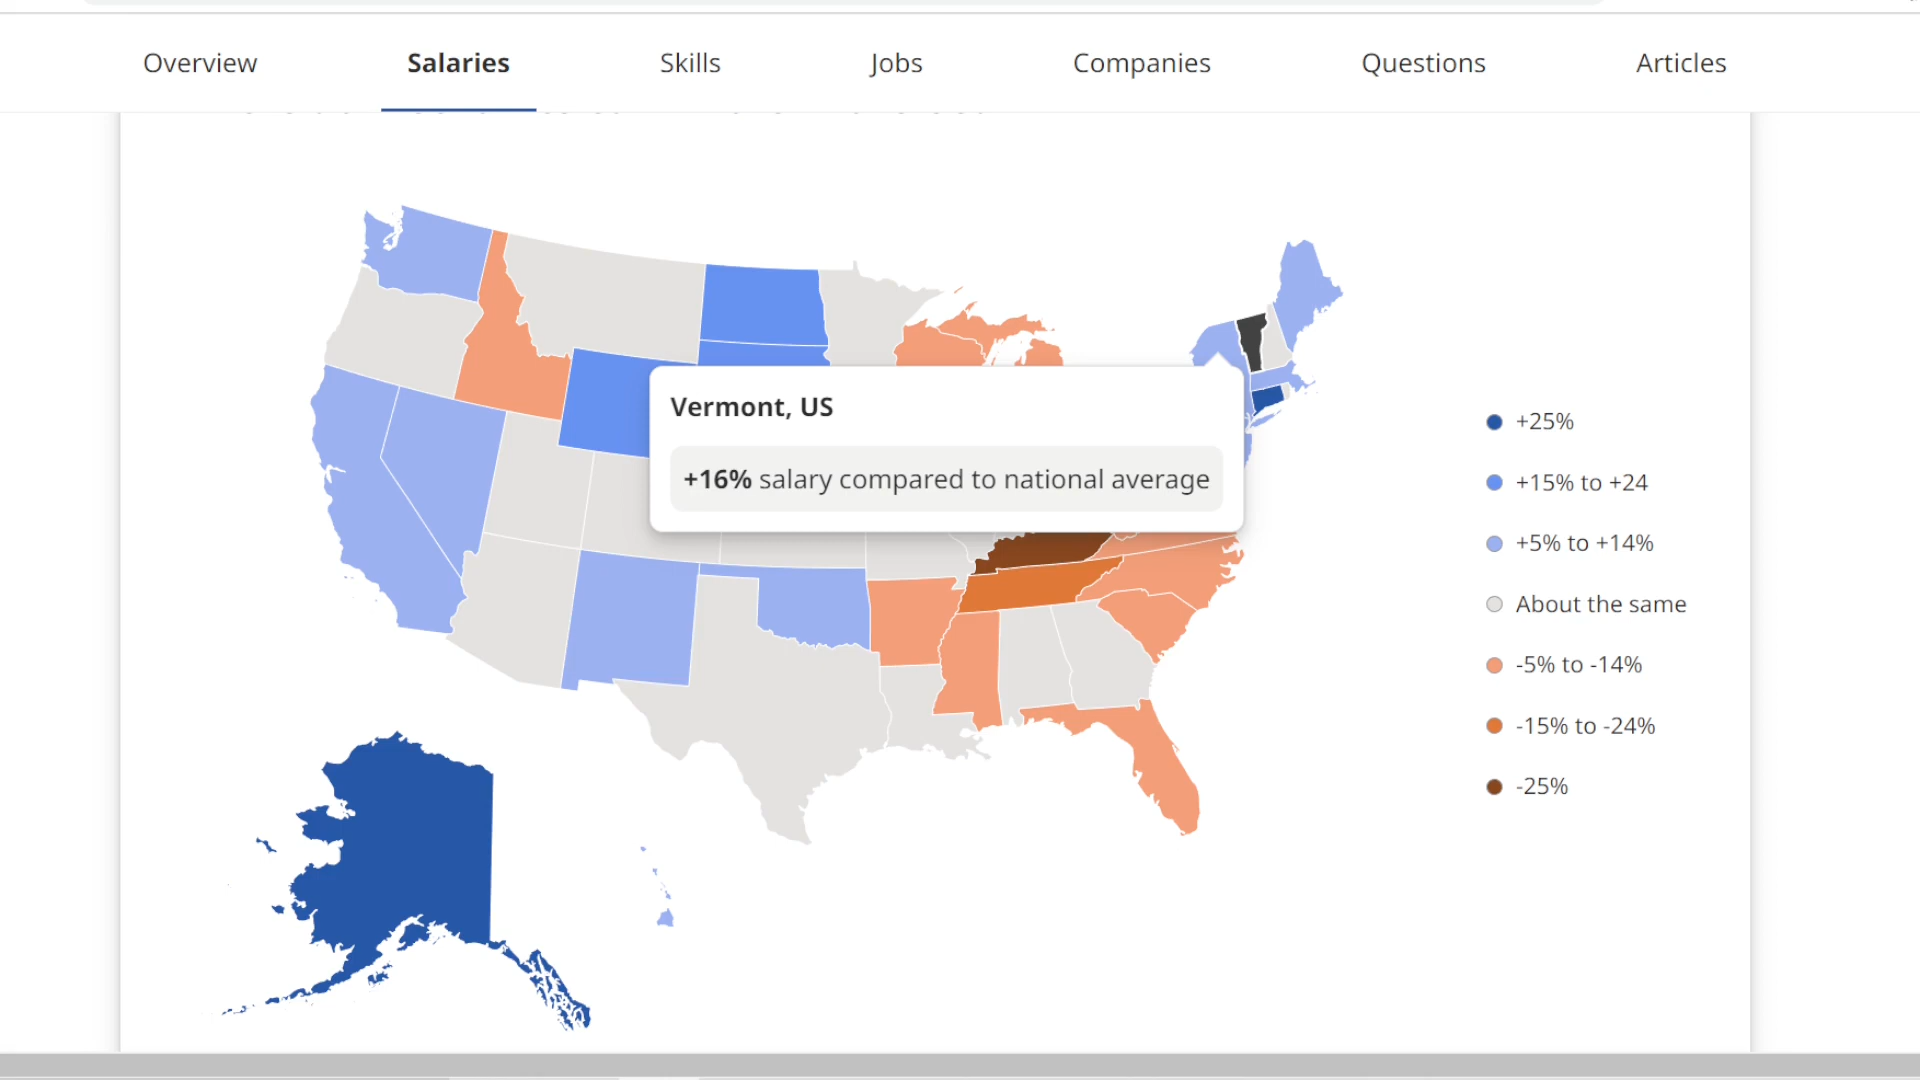 Overview Salaries Skills Jobs Companies Questions Articles
Vermont, US
+16% salary compared to national average
+25%
+15% to +24
+5% to +14%
About the same
-5% to -14%
-15% to -24%
-25%